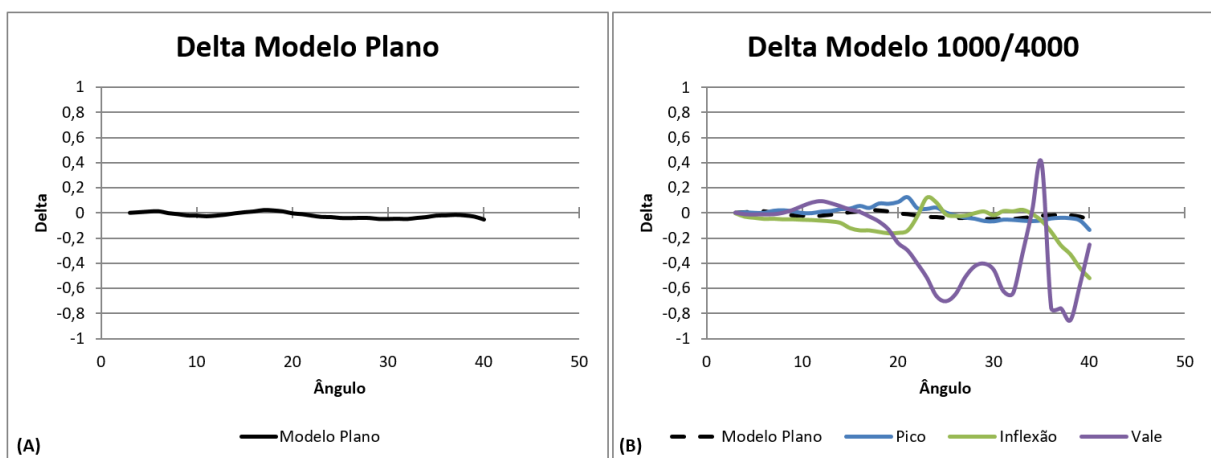 Delta Modelo Plano
1
0,8
0,6
0,4
0,2
0
-0,2
-0,4
-0,6
-0,8
-1
Delta
0 10 20 30 40 50
Ângulo
(A)
Modelo Plano
Delta Modelo 1000/4000
1
0,8
0,6
0,4
0,2
0
-0,2
-0,4
-0,6
-0,8
-1
Delta
0 10 20 30 40 50
Ângulo
(B)
Modelo Plano Pico Inflexão Vale